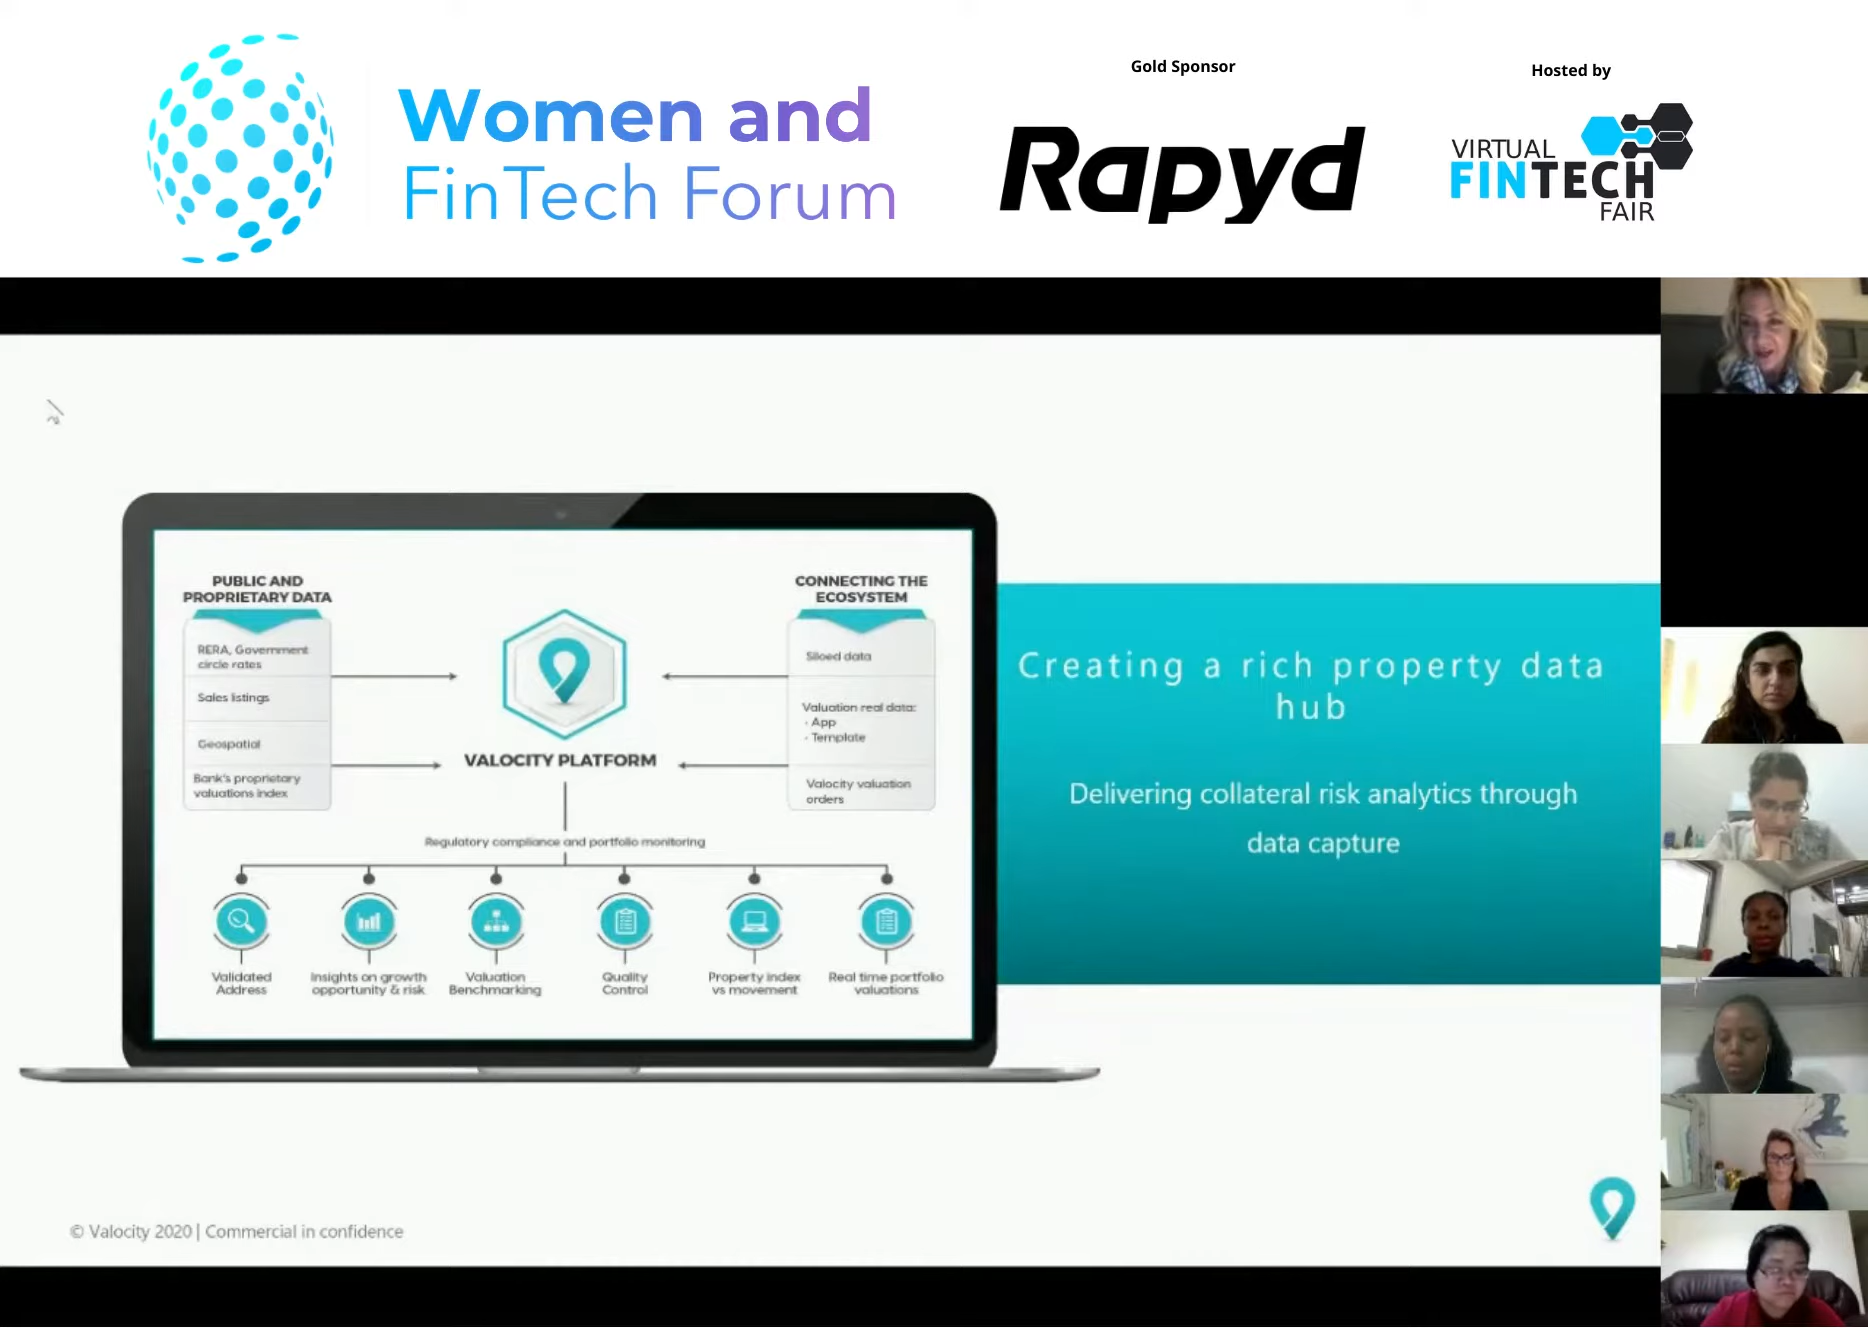 Women and
FinTech Forum
Gold Sponsor
Rapyd
Hosted by
VIRTUAL
FINTECH
FAIR
PUBLIC AND
PROPRIETARY DATA
RERA, Government
circle rates
Sales listings
Geospatial
Bank's proprietary
valuations index
VALOCITY PLATFORM
CONNECTING THE
ECOSYSTEM
Siloed data
Valuation real data:
· App
· Template
Valocity valuation
orders
Regulatory compliance and portfolio monitoring
Validated
Address
Insights on growth
opportunity & risk
Valuation
Benchmarking
Quality
Control
Property index
vs movement
Real time portfolio
valuations
Creating a rich property data
hub
Delivering collateral risk analytics through
data capture
© Valocity 2020 | Commercial in confidence